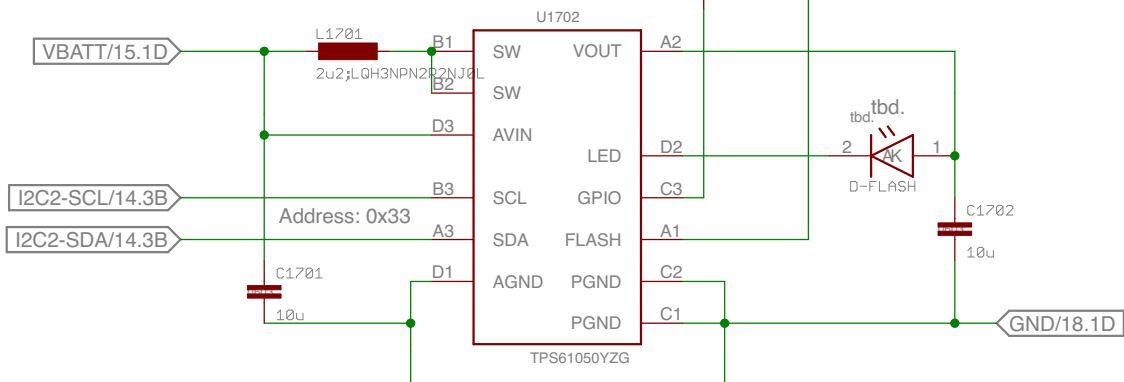 U1702
VBATT/15.1D
L1701
2u2;LQH3NPN2R2NJ0L
B1
SW
VOUT
A2
B2
SW
tbd.
tbd.
D3
AVIN
LED
D2
2
AK
1
D-FLASH
I2C2-SCL/14.3B
B3
SCL
GPIO
C3
Address: 0x33
C1702
10u
I2C2-SDA/14.3B
A3
SDA
FLASH
A1
C1701
10u
D1
AGND
PGND
C2
PGND
C1
GND/18.1D
TPS61050YZG